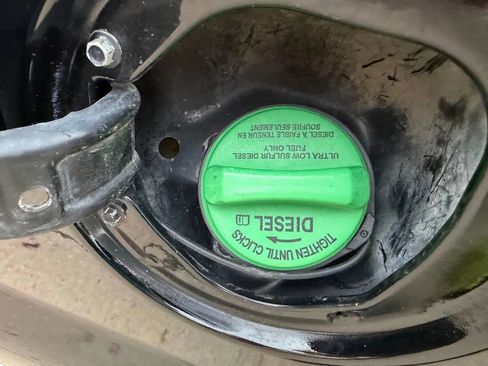 TIGHTEN UNTIL CLICKS
DIESEL
ULTRA LOW SULFUR DIESEL
FUEL ONLY
DIESEL À FAIBLE TENEUR EN
SOUFRE SEULEMENT